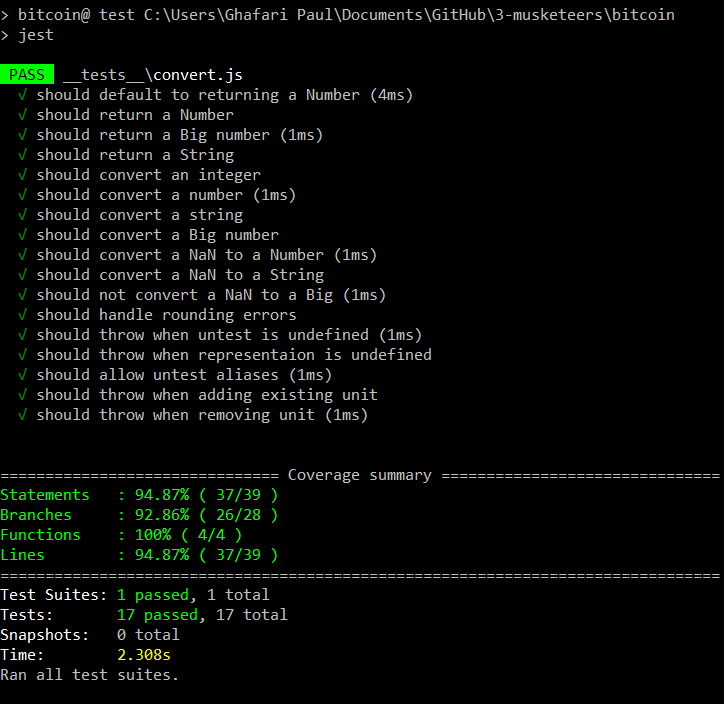 > bitcoin@ test C:\Users\Ghafari Paul\Documents\GitHub\3-musketeers\bitcoin
> jest
PASS __tests__\convert.js
√ should default to returning a Number (4ms)
√ should return a Number
√ should return a Big number (1ms)
√ should return a String
√ should convert an integer
√ should convert a number (1ms)
√ should convert a string
√ should convert a Big number
√ should convert a NaN to a Number (1ms)
√ should convert a NaN to a String
√ should not convert a NaN to a Big (1ms)
√ should handle rounding errors
√ should throw when untest is undefined (1ms)
√ should throw when representaion is undefined
√ should allow untest aliases (1ms)
√ should throw when adding existing unit
√ should throw when removing unit (1ms)
=============================== Coverage summary ===============================
Statements   : 94.87% ( 37/39 )
Branches     : 92.86% ( 26/28 )
Functions    : 100% ( 4/4 )
Lines        : 94.87% ( 37/39 )
================================================================================
Test Suites: 1 passed, 1 total
Tests:       17 passed, 17 total
Snapshots:   0 total
Time:        2.308s
Ran all test suites.